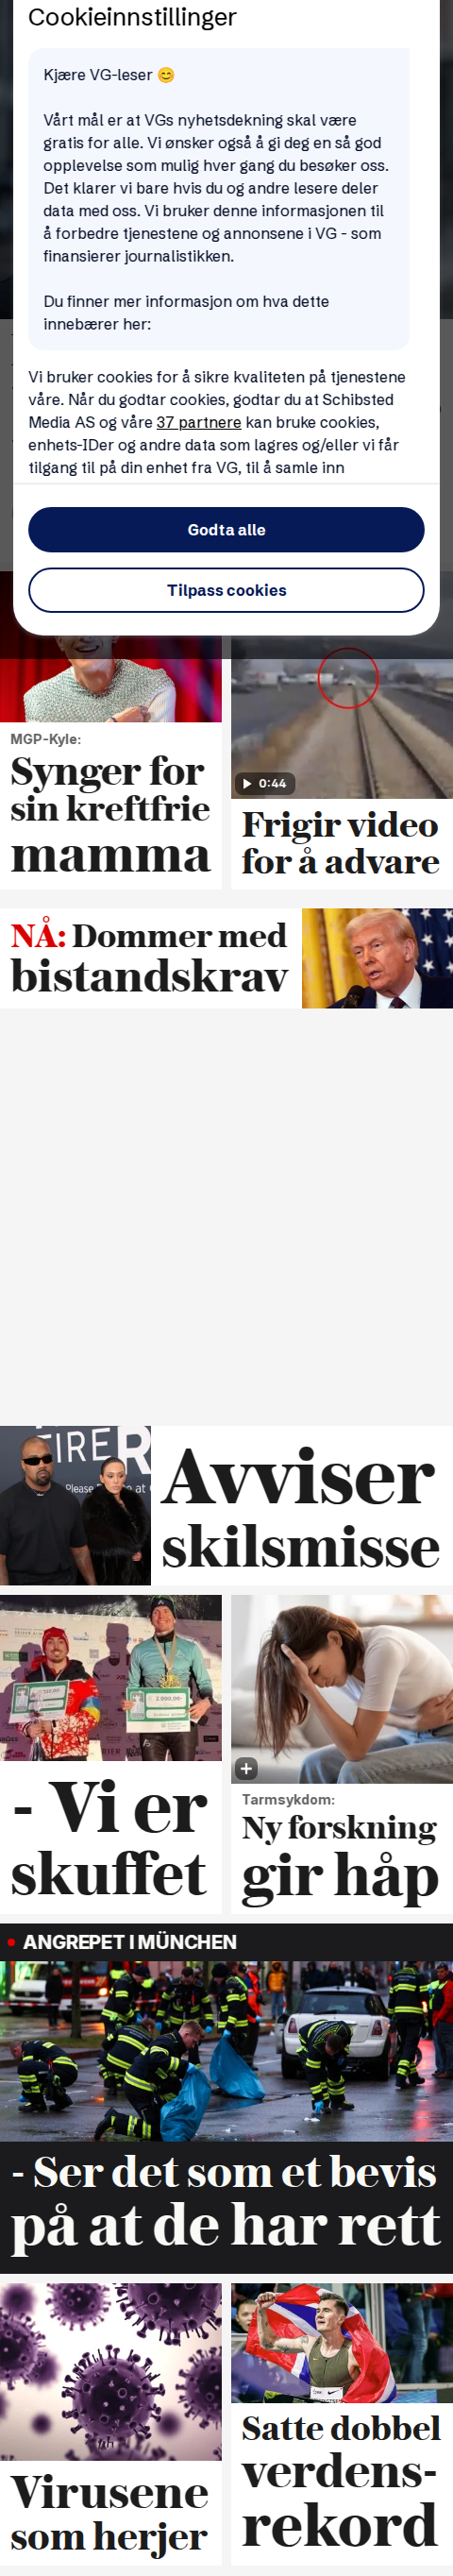 Cookieinnstillinger
Kjære VG-leser 😊
Vårt mål er at VGs nyhetsdekning skal være
gratis for alle. Vi ønsker også å gi deg en så god
opplevelse som mulig hver gang du besøker oss.
Det klarer vi bare hvis du og andre lesere deler
data med oss. Vi bruker denne informasjonen til
å forbedre tjenestene og annonsene i VG - som
finansierer journalistikken.
Du finner mer informasjon om hva dette
innebærer her:
Vi bruker cookies for å sikre kvaliteten på tjenestene
våre. Når du godtar cookies, godtar du at Schibsted
Media AS og våre 37 partnere kan bruke cookies,
enhets-IDer og andre data som lagres og/eller vi får
tilgang til på din enhet fra VG, til å samle inn
Godta alle
Tilpass cookies
MGP-Kyle:
Synger for
sin kreftfrie
mamma
0:44
Frigir video
for å advare
NÅ: Dommer med
bistandskrav
FIRE
Please
at
Avviser
skilsmisse
- Vi er
skuffet
Tarmsykdom:
Ny forskning
gir håp
ANGREPET I MÜNCHEN
- Ser det som et bevis
på at de har rett
Virusene
som herjer
Satte dobbel
verdens-
rekord